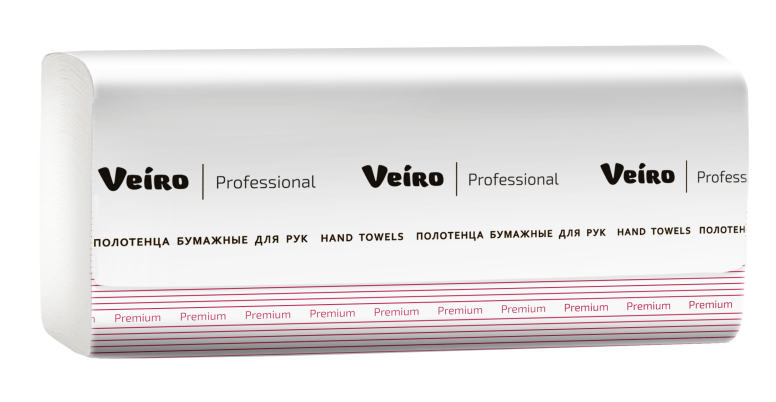 Veiro | Professional Veiro | Professional Veiro | Profess
ПОЛОТЕНЦА БУМАЖНЫЕ ДЛЯ РУК HAND TOWELS ПОЛОТЕНЦА БУМАЖНЫЕ ДЛЯ РУК HAND TOWELS ПОЛОТЕН
m Premium Premium Premium Premium Premium Premium Premium Premium Premium Premium